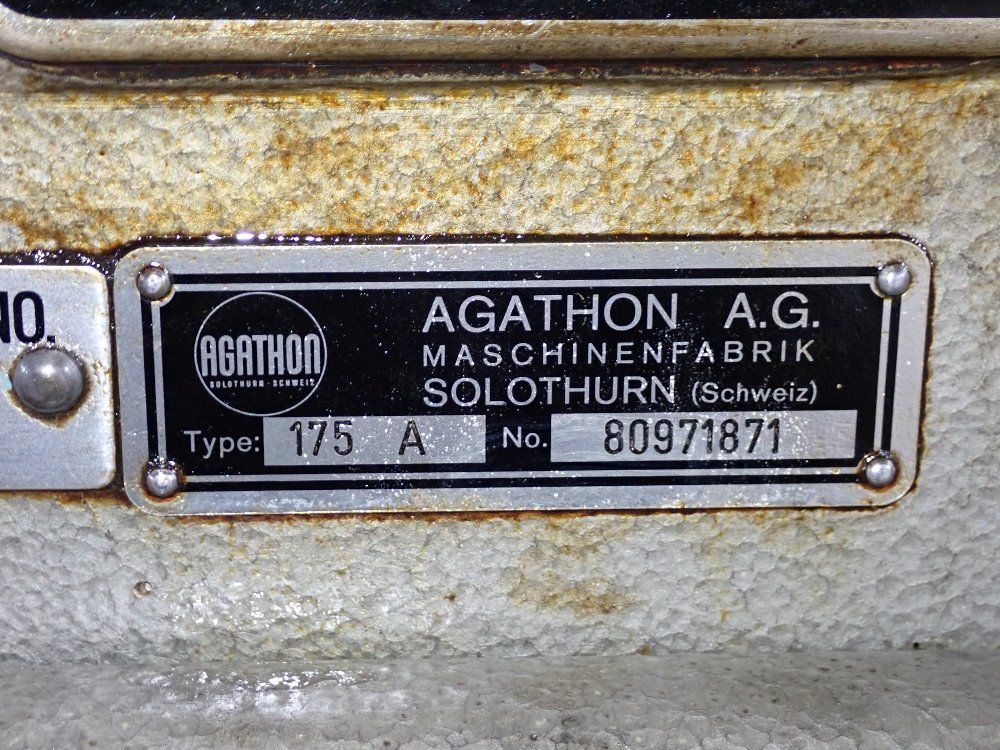 NO.
AGATHON
SOLOTHURN · SCHWEIZ
AGATHON A.G.
MASCHINENFABRIK
SOLOTHURN (Schweiz)
Type: 175 A No. 80971871